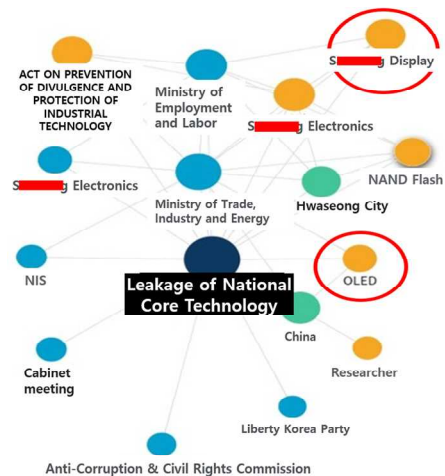 Display
ACT ON PREVENTION
OF DIVULGENCE AND
PROTECTION OF
INDUSTRIAL
TECHNOLOGY
Ministry of
Employment
and Labor
Electronics
Electronics
NAND Flash
Ministry of Trade,
Industry and Energy
Hwaseong City
NIS
Leakage of National
Core Technology
OLED
China
Cabinet
meeting
Researcher
Liberty Korea Party
Anti-Corruption & Civil Rights Commission